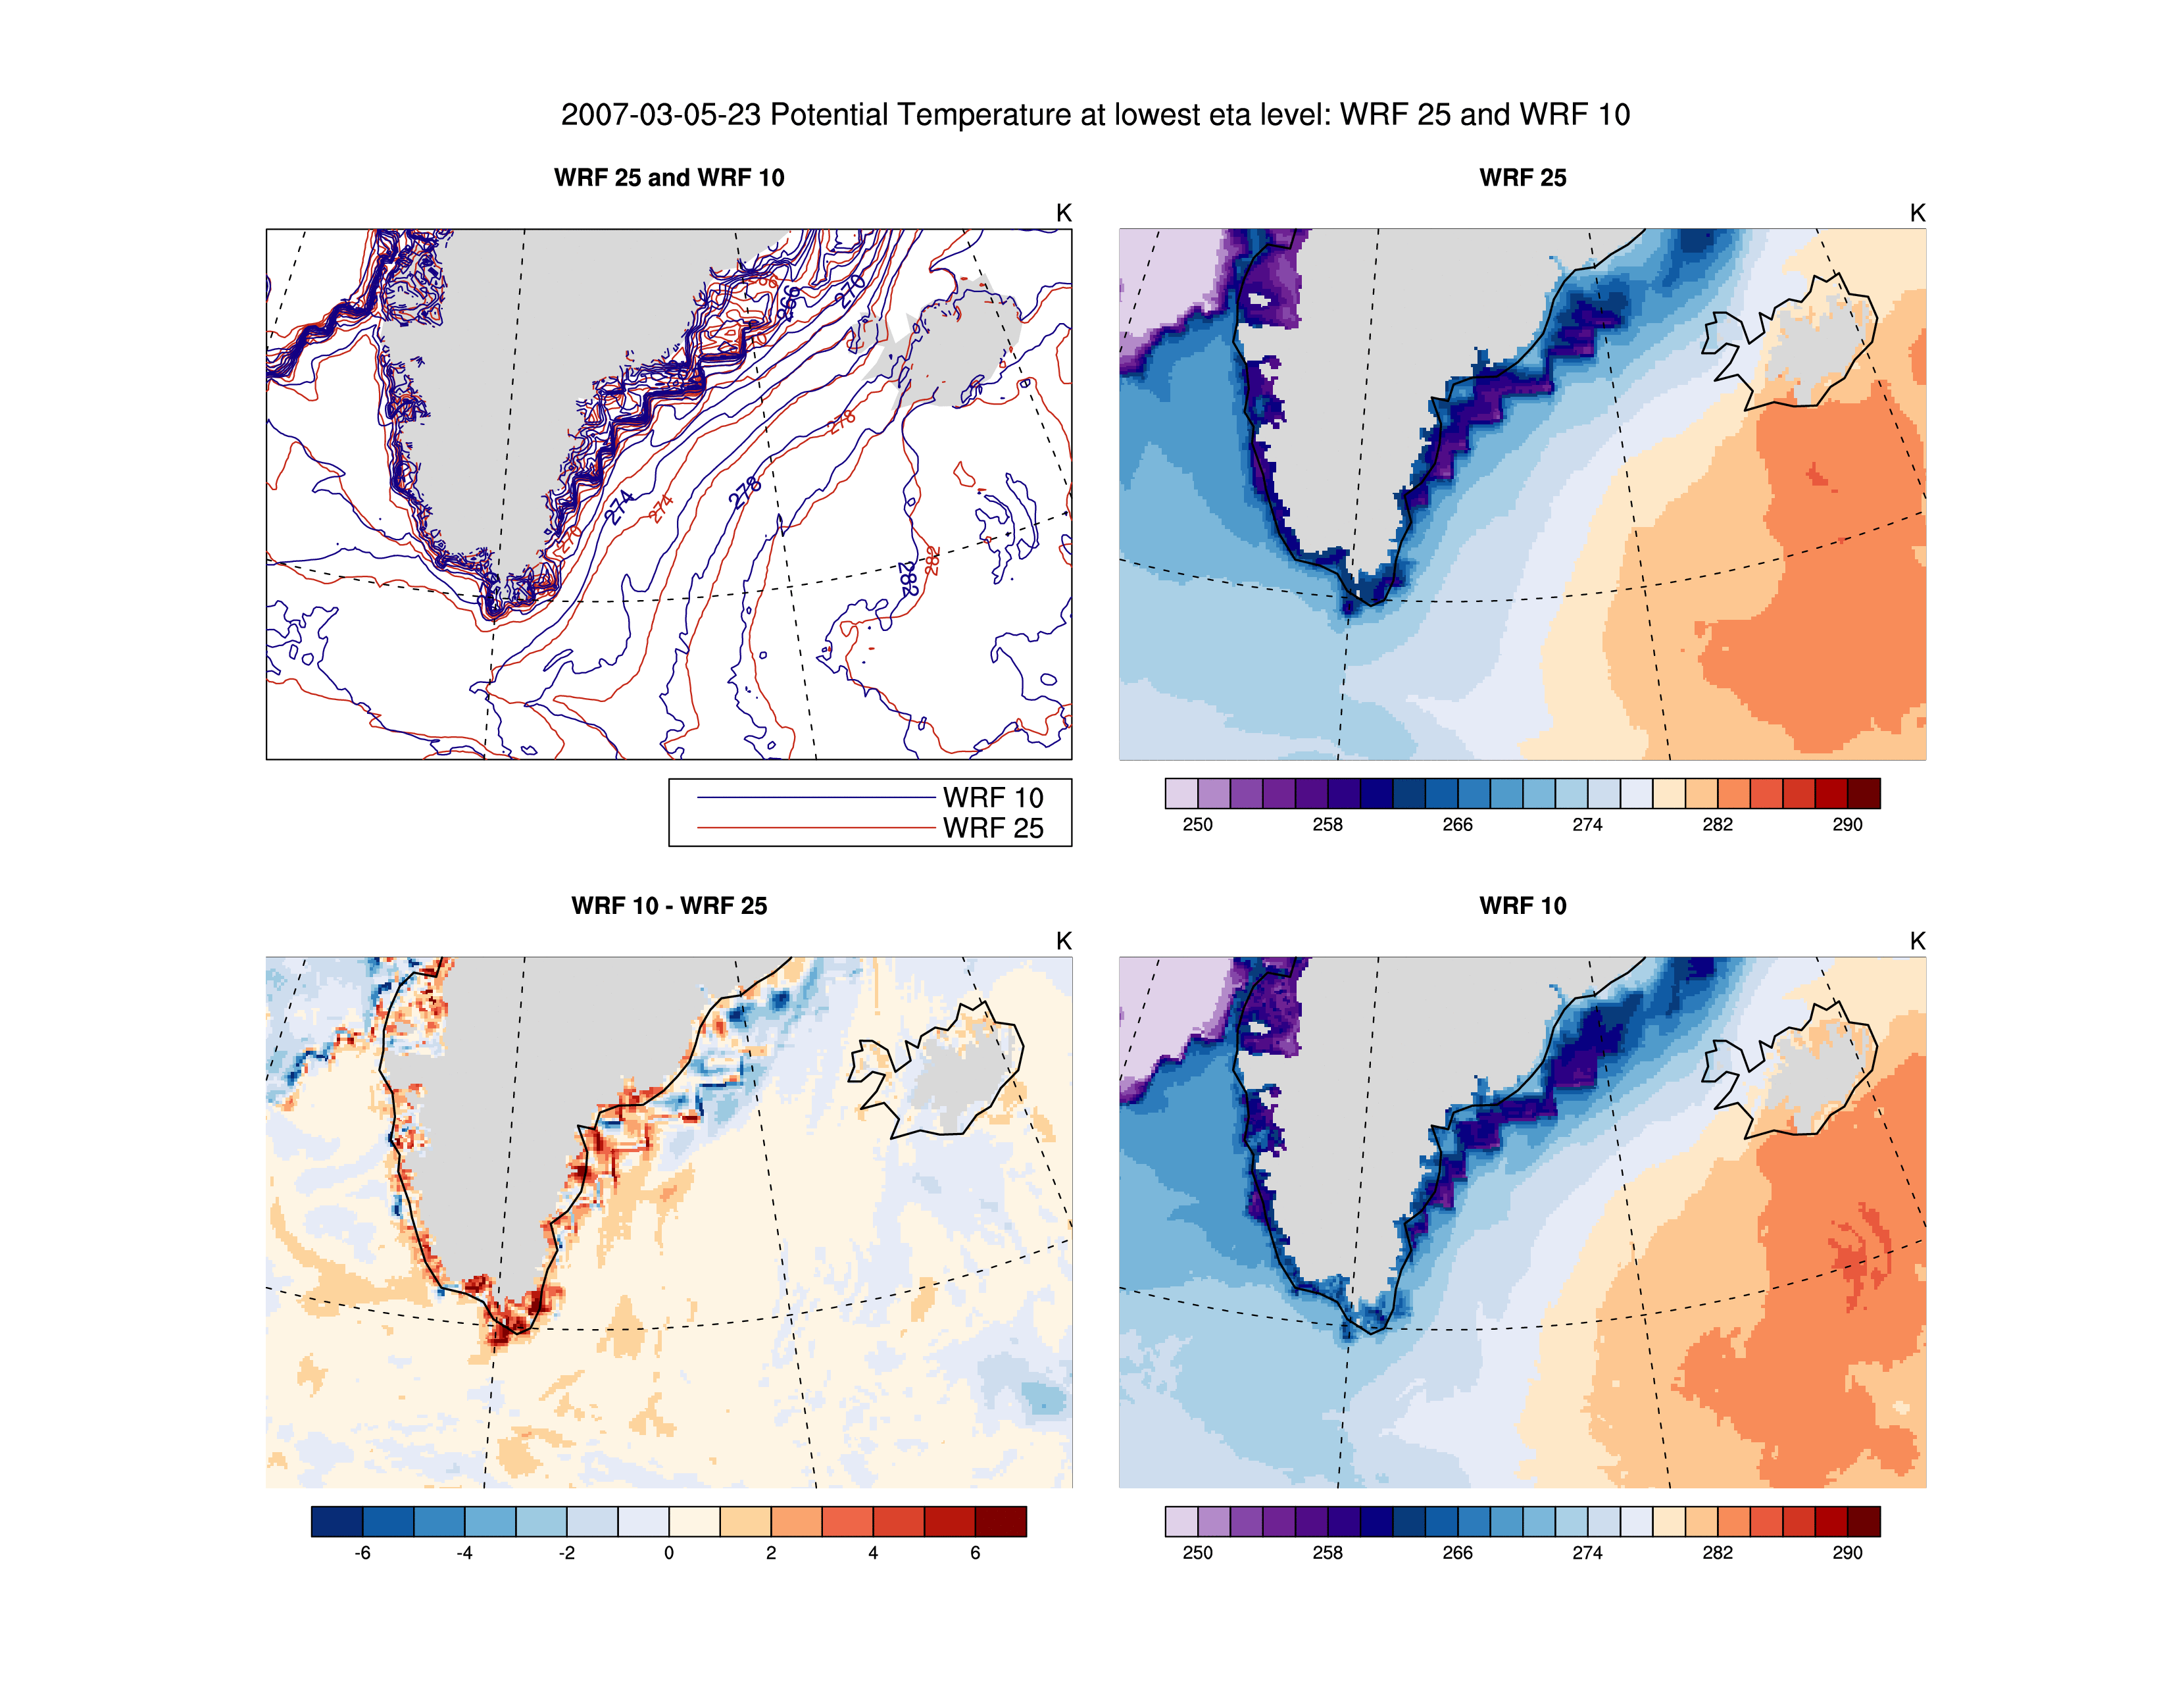 2007-03-05-23 Potential Temperature at lowest eta level: WRF 25 and WRF 10
WRF 25 and WRF 10
K
266
270
278
278
274
274
270
282
282
WRF 10
WRF 25
WRF 25
K
250 258 266 274 282 290
WRF 10 - WRF 25
K
-6 -4 -2 0 2 4 6
WRF 10
K
250 258 266 274 282 290